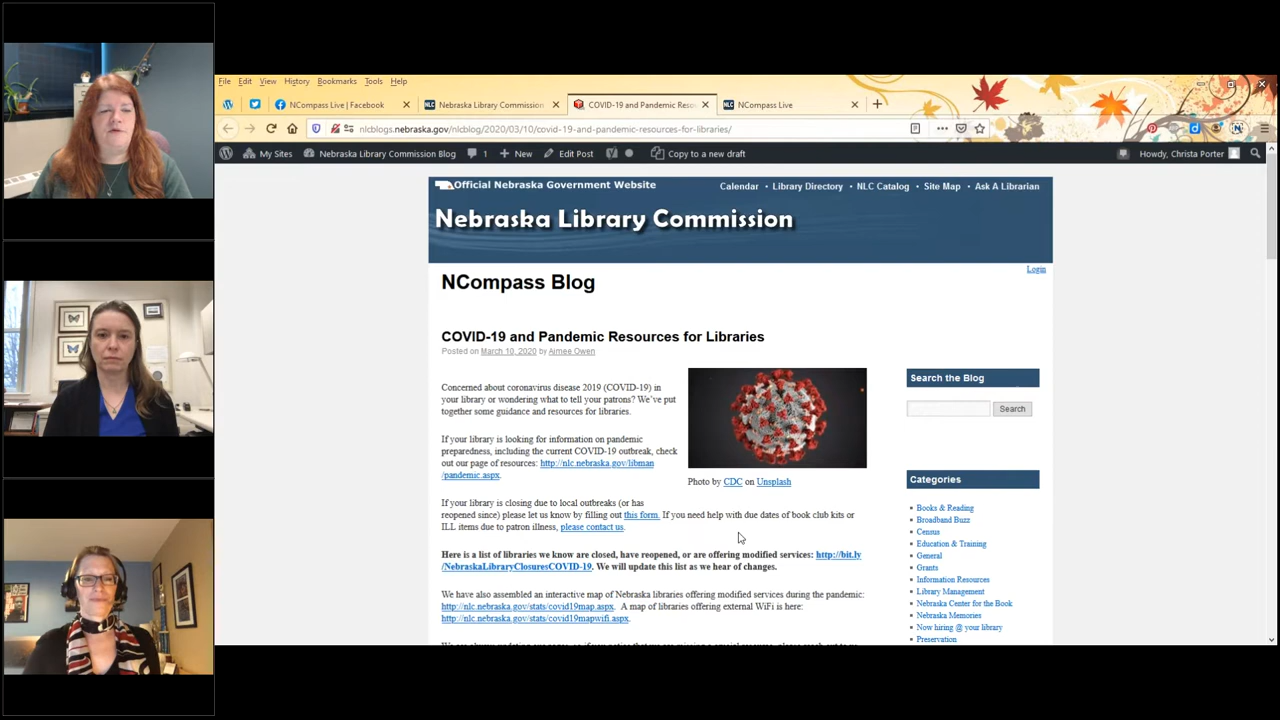 File Edit View History Bookmarks Tools Help
NCompass Live | Facebook
Nebraska Library Commission
COVID-19 and Pandemic Reso
NCompass Live
nlcblogs.nebraska.gov/nlcblog/2020/03/10/covid-19-and-pandemic-resources-for-libraries/
My Sites Nebraska Library Commission Blog 1 New Edit Post Copy to a new draft Howdy, Christa Porter
Official Nebraska Government Website
Calendar • Library Directory • NLC Catalog • Site Map • Ask A Librarian
Nebraska Library Commission
Login
NCompass Blog
COVID-19 and Pandemic Resources for Libraries
Posted on March 10, 2020 by Aimee Owen
Concerned about coronavirus disease 2019 (COVID-19) in
your library or wondering what to tell your patrons? We've put
together some guidance and resources for libraries.
If your library is looking for information on pandemic
preparedness, including the current COVID-19 outbreak, check
out our page of resources: http://nlc.nebraska.gov/libman
/pandemic.aspx.
Photo by CDC on Unsplash
If your library is closing due to local outbreaks (or has
reopened since) please let us know by filling out this form. If you need help with due dates of book club kits or
ILL items due to patron illness, please contact us.
Here is a list of libraries we know are closed, have reopened, or are offering modified services: http://bit.ly
/NebraskaLibraryClosuresCOVID-19. We will update this list as we hear of changes.
We have also assembled an interactive map of Nebraska libraries offering modified services during the pandemic:
http://nlc.nebraska.gov/stats/covid19map.aspx. A map of libraries offering external WiFi is here:
http://nlc.nebraska.gov/stats/covid19mapwifi.aspx.
Search the Blog
Search
Categories
Books & Reading
Broadband Buzz
Census
Education & Training
General
Grants
Information Resources
Library Management
Nebraska Center for the Book
Nebraska Memories
Now hiring @ your library
Preservation